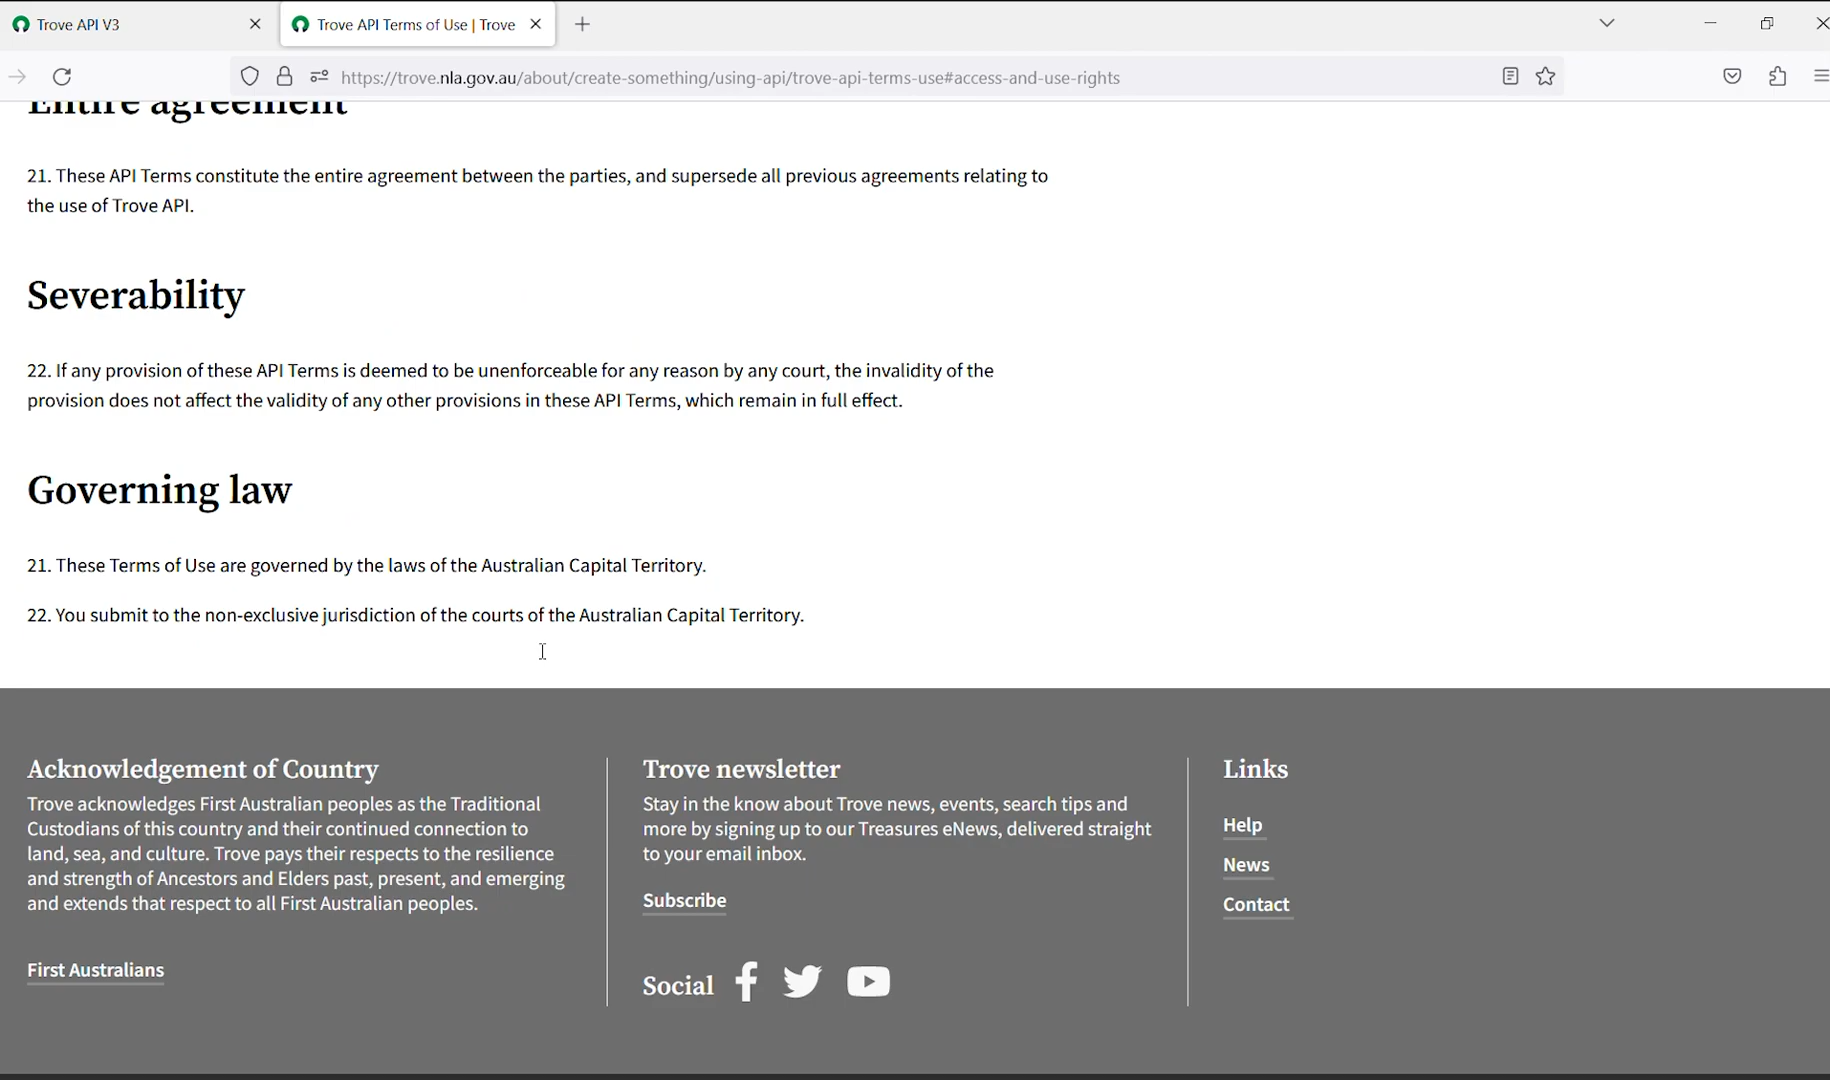 Trove API V3
Trove API Terms of Use | Trove
https://trove.nla.gov.au/about/create-something/using-api/trove-api-terms-use#access-and-use-rights
Entire agreement
21. These API Terms constitute the entire agreement between the parties, and supersede all previous agreements relating to
the use of Trove API.
Severability
22. If any provision of these API Terms is deemed to be unenforceable for any reason by any court, the invalidity of the
provision does not affect the validity of any other provisions in these API Terms, which remain in full effect.
Governing law
21. These Terms of Use are governed by the laws of the Australian Capital Territory.
22. You submit to the non-exclusive jurisdiction of the courts of the Australian Capital Territory.
Acknowledgement of Country
Trove acknowledges First Australian peoples as the Traditional
Custodians of this country and their continued connection to
land, sea, and culture. Trove pays their respects to the resilience
and strength of Ancestors and Elders past, present, and emerging
and extends that respect to all First Australian peoples.
First Australians
Trove newsletter
Stay in the know about Trove news, events, search tips and
more by signing up to our Treasures eNews, delivered straight
to your email inbox.
Subscribe
Social
Links
Help
News
Contact